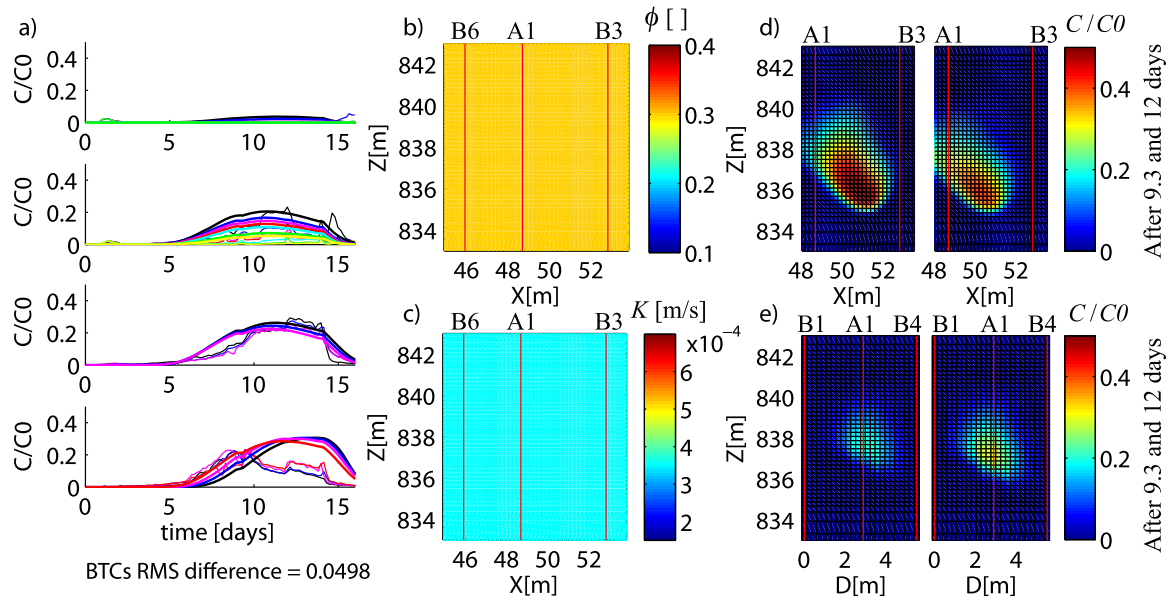 a)
C/C0
0.4
0.2
0
0 5 10 15
C/C0
0.4
0.2
0
0 5 10 15
C/C0
0.4
0.2
0
0 5 10 15
C/C0
0.4
0.2
0
0 5 10 15
time [days]
BTCs RMS difference = 0.0498
b)
ϕ [ ]
B6 A1 B3
Z[m]
842
840
838
836
834
46 48 50 52
X[m]
0.4
0.3
0.2
0.1
c)
K [m/s]
B6 A1 B3
x10⁻⁴
Z[m]
842
840
838
836
834
46 48 50 52
X[m]
7
6
5
4
3
2
d)
C/C0
A1 B3 A1 B3
Z[m]
842
840
838
836
834
48 50 52 48 50 52
X[m] X[m]
0.4
0.2
0
After 9.3 and 12 days
e)
C/C0
B1 A1 B4 B1 A1 B4
Z[m]
842
840
838
836
834
0 2 4 0 2 4
D[m] D[m]
0.4
0.2
0
After 9.3 and 12 days